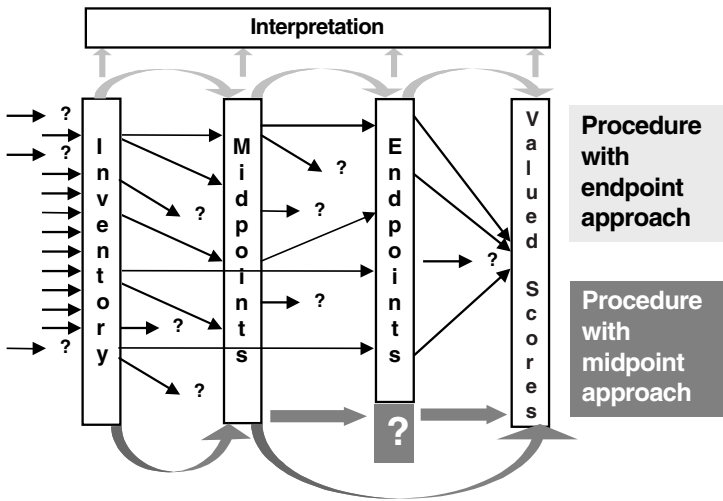 Interpretation
?
?
?
Inventory
?
?
?
Midpoints
?
?
?
Endpoints
?
?
Valued Scores
Procedure
with
endpoint
approach
Procedure
with
midpoint
approach